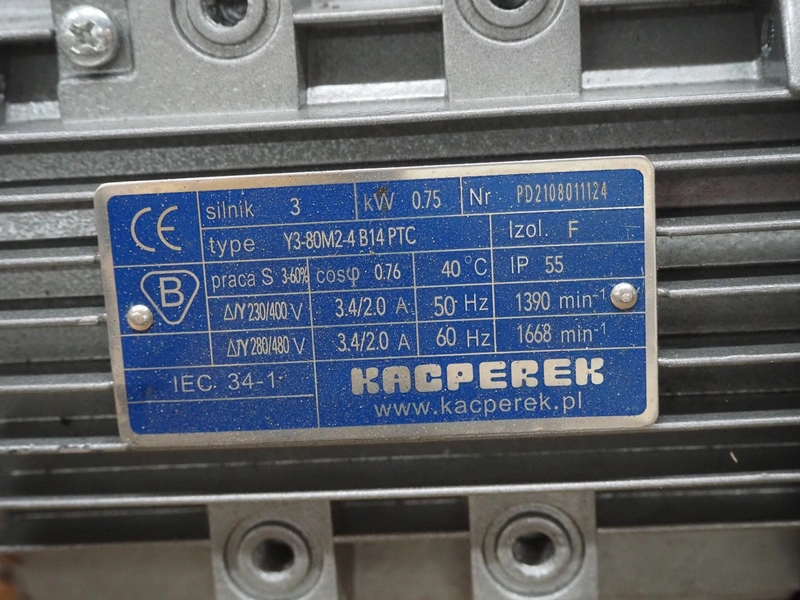 CE silnik 3 kW 0.75 Nr PD2108011124
type Y3-80M2-4 B14 PTC Izol. F
B praca S 3-60% cosφ 0.76 40 °C IP 55
Δ/Y 230/400 V 3.4/2.0 A 50 Hz 1390 min⁻¹
Δ/Y 280/480 V 3.4/2.0 A 60 Hz 1668 min⁻¹
IEC 34-1 KACPEREK
www.kacperek.pl